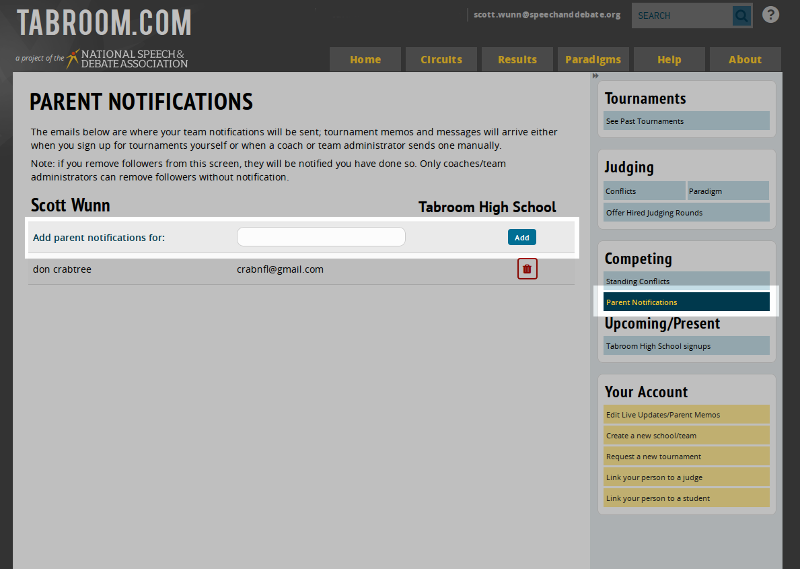 TABROOM.COM
scott.wunn@speechanddebate.org
SEARCH
?
a project of the NATIONAL SPEECH & DEBATE ASSOCIATION
Home
Circuits
Results
Paradigms
Help
About
PARENT NOTIFICATIONS
The emails below are where your team notifications will be sent; tournament memos and messages will arrive either
when you sign up for tournaments yourself or when a coach or team administrator sends one manually.
Note: if you remove followers from this screen, they will be notified you have done so. Only coaches/team
administrators can remove followers without notification.
Scott Wunn
Tabroom High School
Add parent notifications for:
Add
don crabtree
crabnfl@gmail.com
Tournaments
See Past Tournaments
Judging
Conflicts
Paradigm
Offer Hired Judging Rounds
Competing
Standing Conflicts
Parent Notifications
Upcoming/Present
Tabroom High School signups
Your Account
Edit Live Updates/Parent Memos
Create a new school/team
Request a new tournament
Link your person to a judge
Link your person to a student